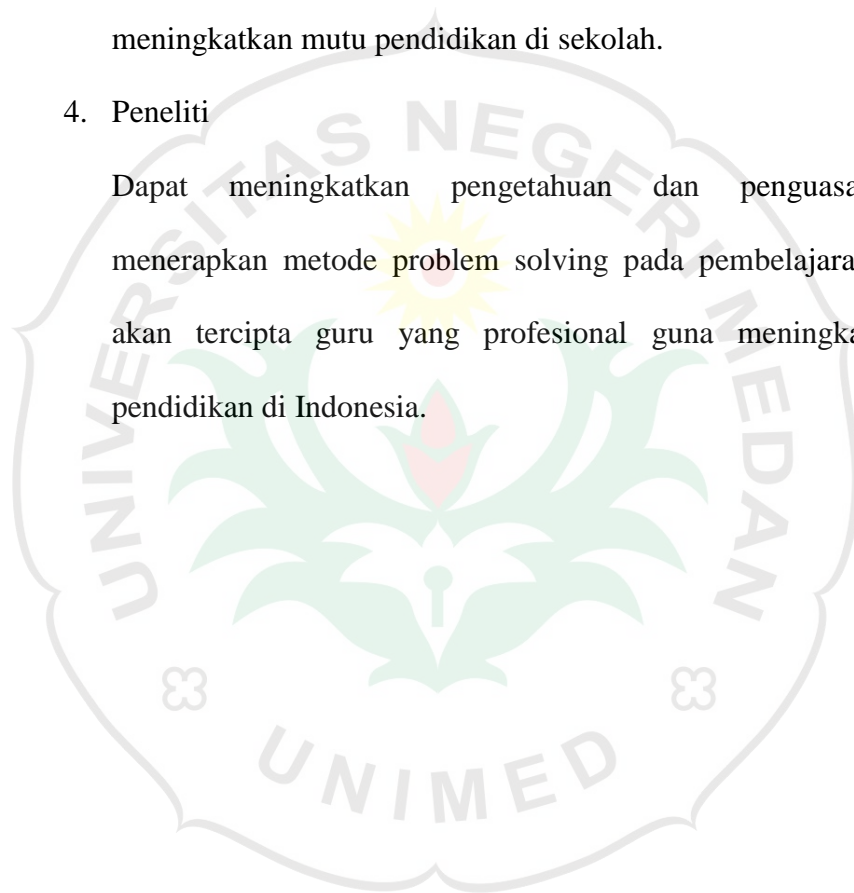 meningkatkan mutu pendidikan di sekolah.
4. Peneliti
Dapat meningkatkan pengetahuan dan
menerapkan metode problem solving pada
akan tercipta guru yang profesional guna
pendidikan di Indonesia.
UNIVERSITAS NEGERI MEDAN
UNIMED